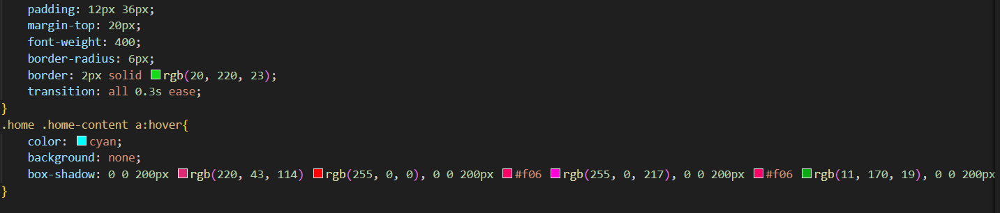 padding: 12px 36px;
margin-top: 20px;
font-weight: 400;
border-radius: 6px;
border: 2px solid rgb(20, 220, 23);
transition: all 0.3s ease;
}
.home .home-content a:hover{
color: cyan;
background: none;
box-shadow: 0 0 200px rgb(220, 43, 114) rgb(255, 0, 0), 0 0 200px #f06 rgb(255, 0, 217), 0 0 200px #f06 rgb(11, 170, 19), 0 0 200px
}